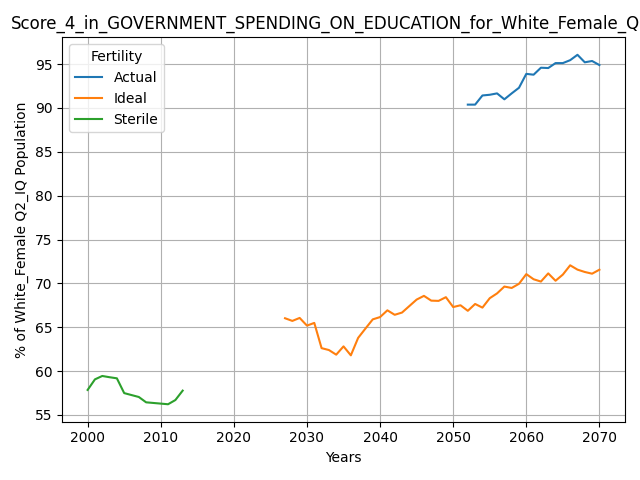 Score_4_in_GOVERNMENT_SPENDING_ON_EDUCATION_for_White_Female_Q
Fertility
Actual
Ideal
Sterile
% of White_Female Q2_IQ Population
95
90
85
80
75
70
65
60
55
2000 2010 2020 2030 2040 2050 2060 2070
Years